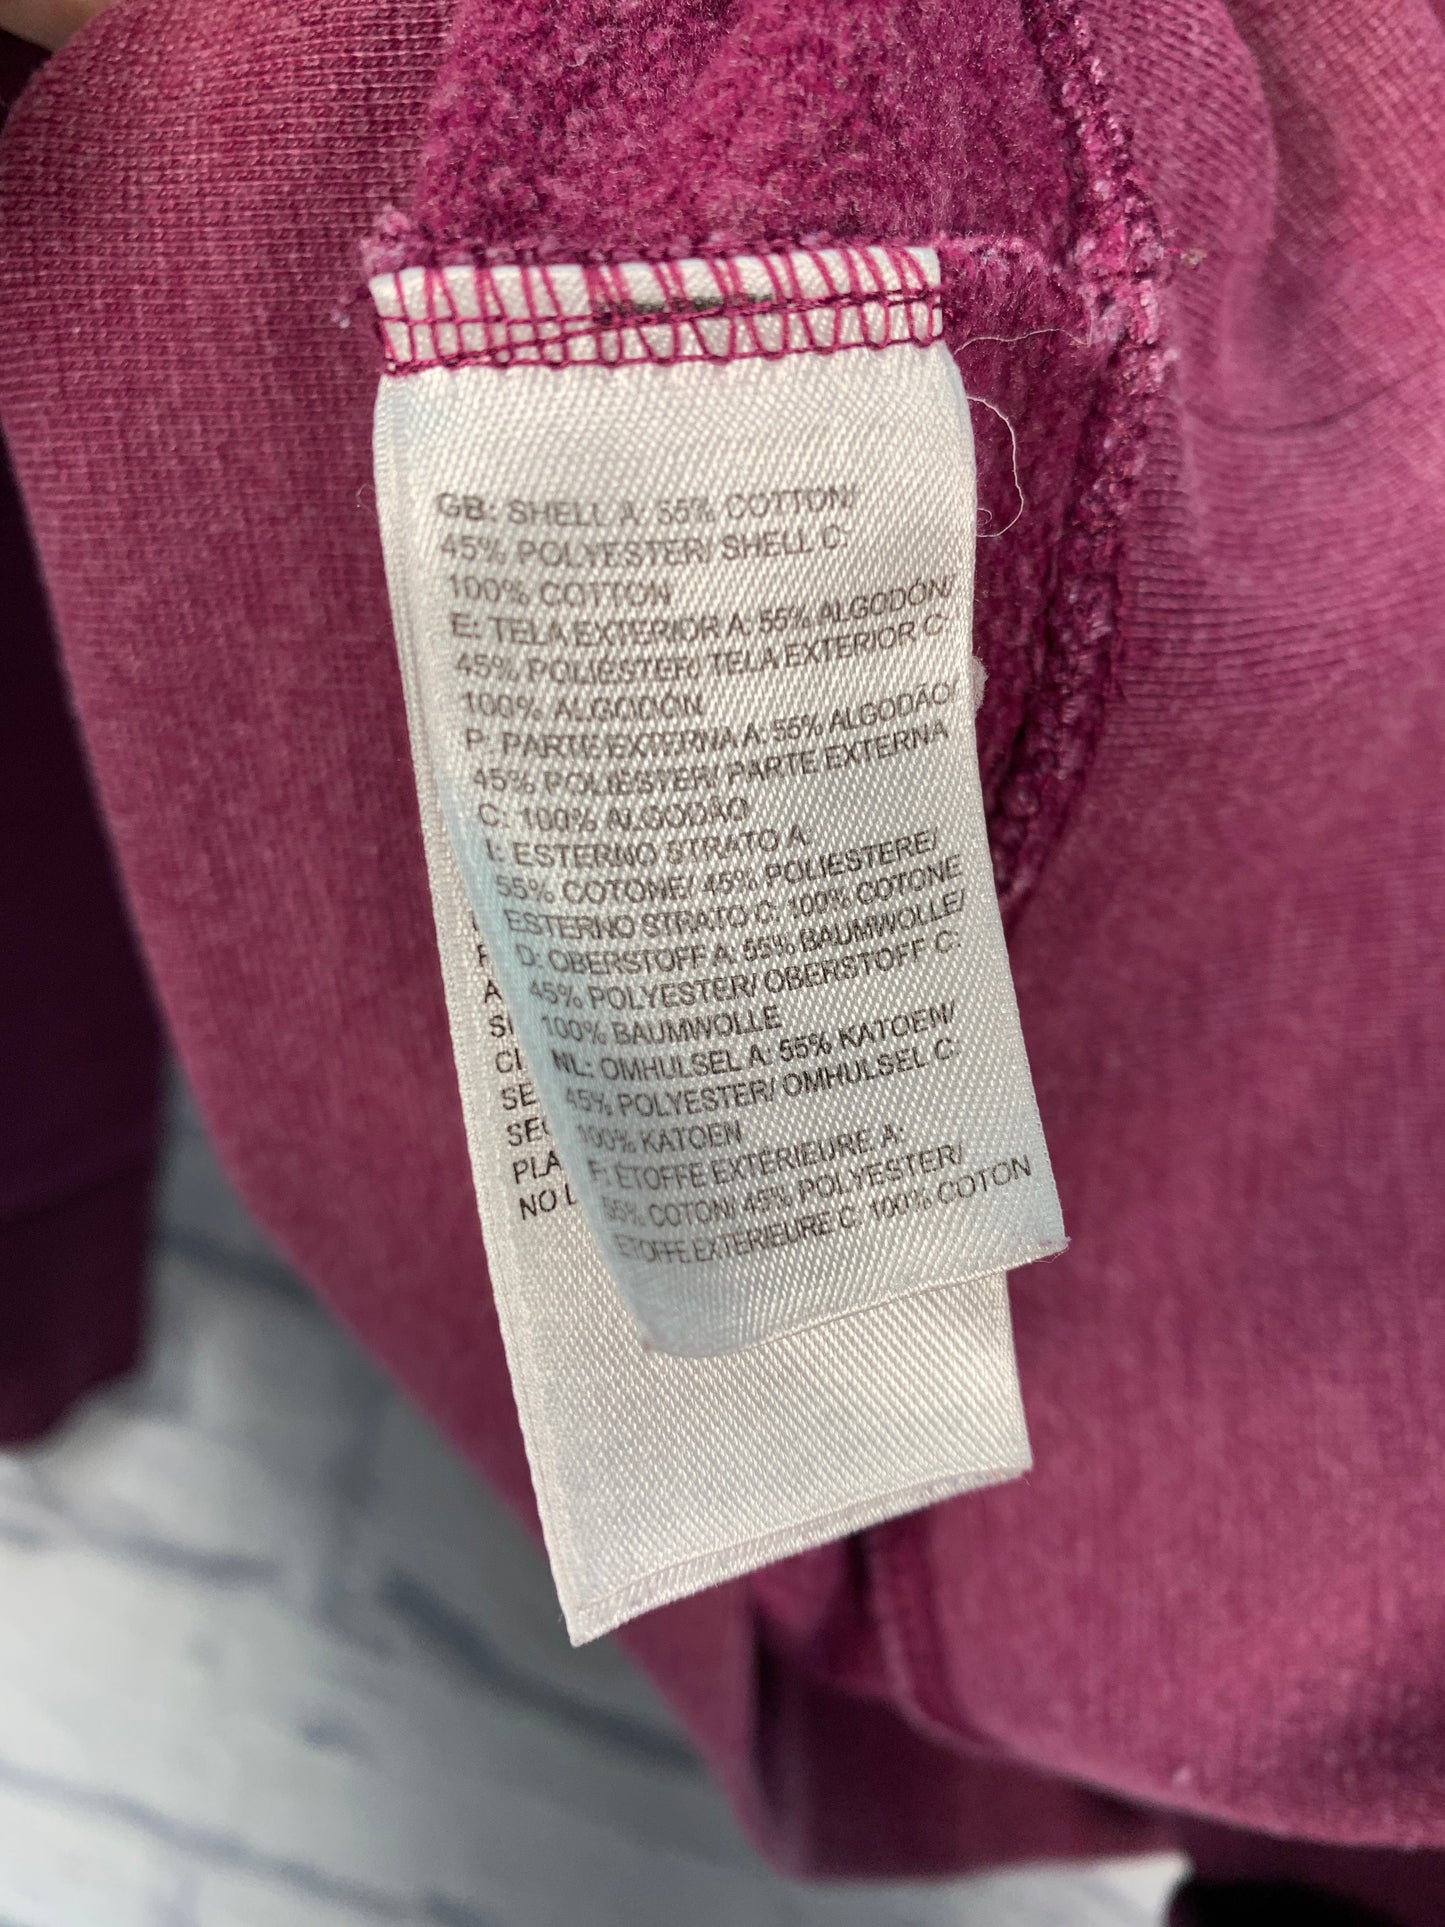 GB: SHELL A: 55% COTTON/
45% POLYESTER/ SHELL C:
100% COTTON
E: TELA EXTERIOR A: 55% ALGODÓN/
45% POLIÉSTER/ TELA EXTERIOR C:
100% ALGODÓN
P: PARTE EXTERNA A: 55% ALGODÃO/
45% POLIESTER/ PARTE EXTERNA
C: 100% ALGODÃO
I: ESTERNO STRATO A:
55% COTONE/ 45% POLIESTERE/
ESTERNO STRATO C: 100% COTONE
D: OBERSTOFF A: 55% BAUMWOLLE/
45% POLYESTER/ OBERSTOFF C:
100% BAUMWOLLE
NL: OMHULSEL A: 55% KATOEN/
45% POLYESTER/ OMHULSEL C:
100% KATOEN
F: ÉTOFFE EXTÉRIEURE A:
55% COTON/ 45% POLYESTER/
ÉTOFFE EXTÉRIEURE C: 100% COTON
NO